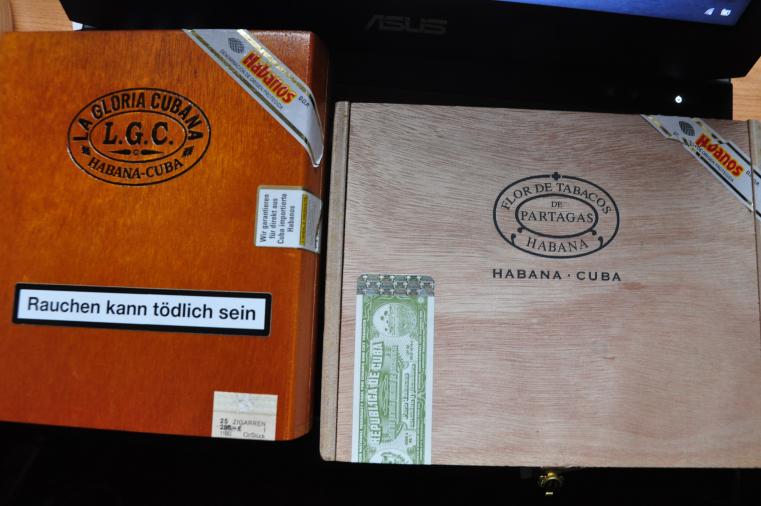 ASUS
Habanos
D.O.P.
LA GLORIA CUBANA
L.G.C.
HABANA-CUBA
Wir garantieren
für direkt aus
Cuba importierte
Habanos
Rauchen kann tödlich sein
25 ZIGARREN
Habanos
FLOR DE TABACOS
DE
PARTAGAS
HABANA
HABANA · CUBA
REPUBLICA DE CUBA